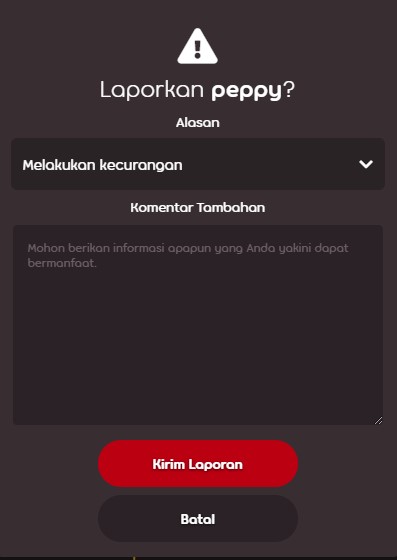 Laporkan peppy?
Alasan
Melakukan kecurangan
Komentar Tambahan
Mohon berikan informasi apapun yang Anda yakini dapat
bermanfaat.
Kirim Laporan
Batal